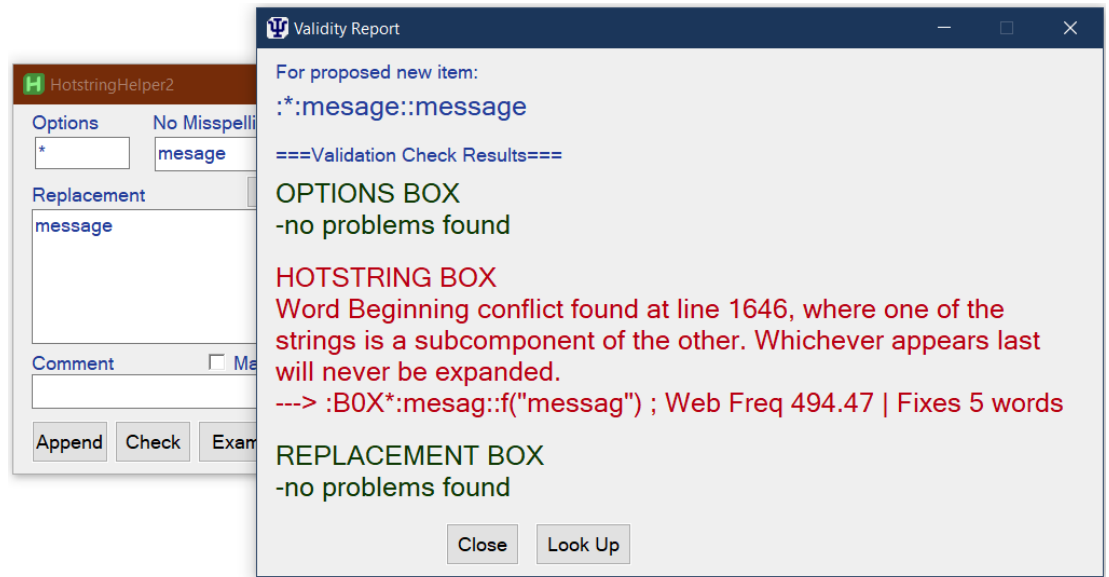 HotstringHelper2
Options No Misspelli
* mesage
Replacement
message
Comment Ma
Append Check Exam
Validity Report
For proposed new item:
:*:mesage::message
===Validation Check Results===
OPTIONS BOX
-no problems found
HOTSTRING BOX
Word Beginning conflict found at line 1646, where one of the
strings is a subcomponent of the other. Whichever appears last
will never be expanded.
---> :B0X*:mesag::f("messag") ; Web Freq 494.47 | Fixes 5 words
REPLACEMENT BOX
-no problems found
Close Look Up